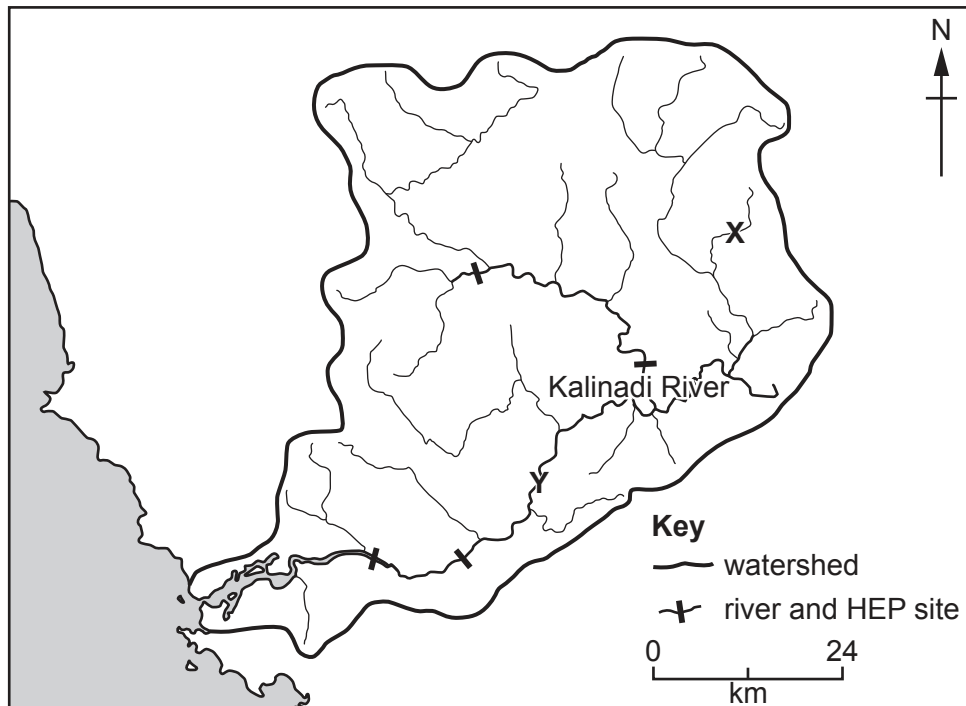 N
X
Kalinadi River
Y
Key
watershed
river and HEP site
0 24
km